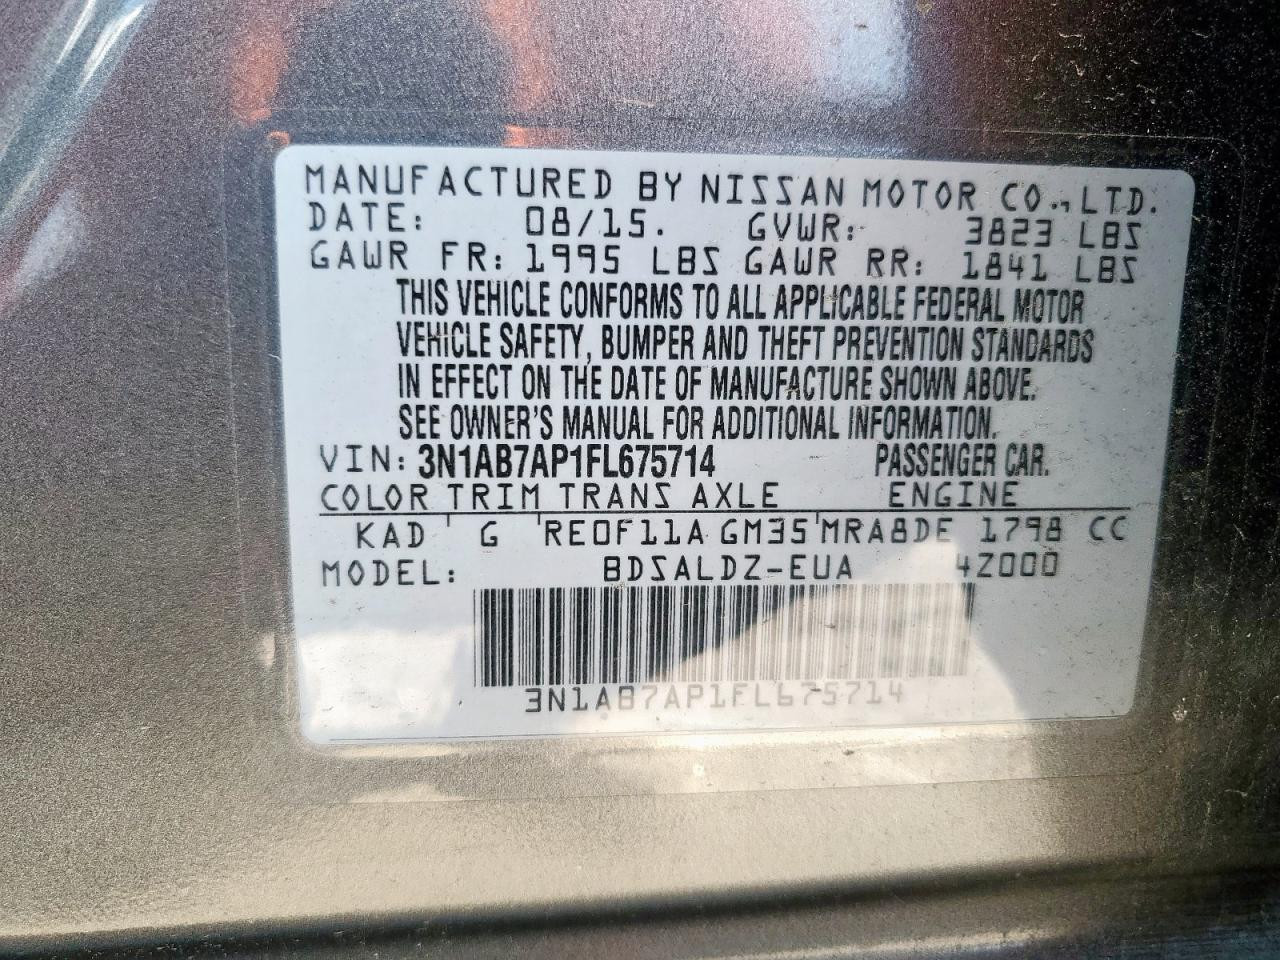 MANUFACTURED BY NISSAN MOTOR CO., LTD.
DATE: 08/15. GVWR: 3823 LBS
GAWR FR: 1995 LBS GAWR RR: 1841 LBS
THIS VEHICLE CONFORMS TO ALL APPLICABLE FEDERAL MOTOR
VEHICLE SAFETY, BUMPER AND THEFT PREVENTION STANDARDS
IN EFFECT ON THE DATE OF MANUFACTURE SHOWN ABOVE.
SEE OWNER'S MANUAL FOR ADDITIONAL INFORMATION.
VIN: 3N1AB7AP1FL675714 PASSENGER CAR.
COLOR TRIM TRANS AXLE ENGINE
KAD G RE0F11A GM35 MRA8DE 1798 CC
MODEL: BDSALDZ-EUA 4Z000
3N1AB7AP1FL675714